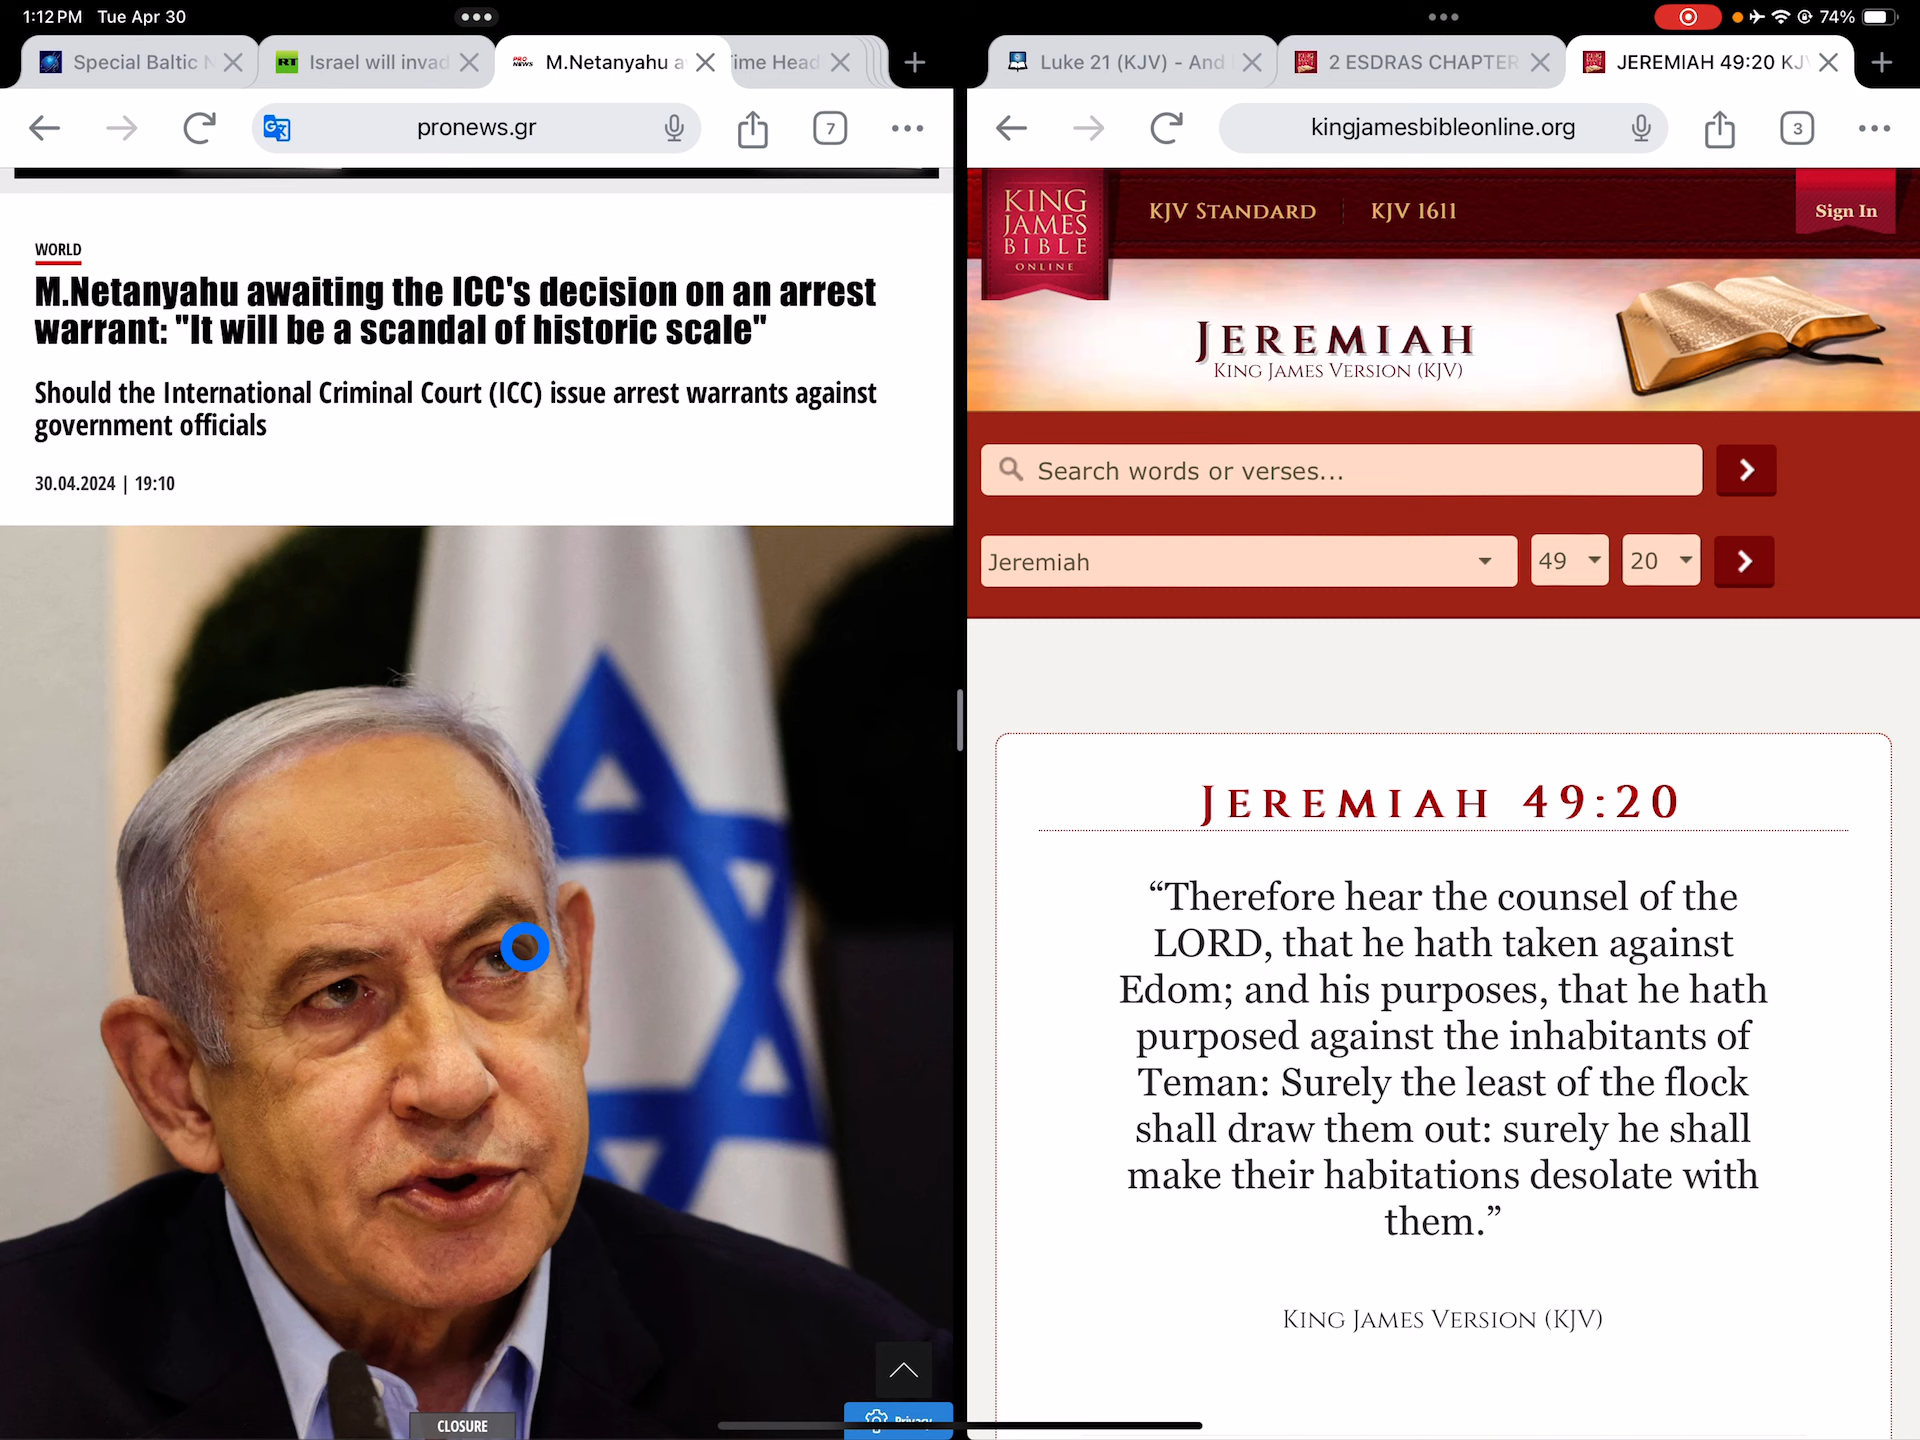 1:12 PM Tue Apr 30
74%
Special Baltic N
Israel will invad
M.Netanyahu a
ime Head
RT
PRO
NEWS
pronews.gr
7
WORLD
M.Netanyahu awaiting the ICC's decision on an arrest
warrant: "It will be a scandal of historic scale"
Should the International Criminal Court (ICC) issue arrest warrants against
government officials
30.04.2024 | 19:10
CLOSURE
Privacy
Luke 21 (KJV) - And
2 ESDRAS CHAPTER
JEREMIAH 49:20 KJ
kingjamesbibleonline.org
3
KING
JAMES
BIBLE
ONLINE
KJV STANDARD
KJV 1611
Sign In
JEREMIAH
KING JAMES VERSION (KJV)
Search words or verses...
Jeremiah
49
20
JEREMIAH 49:20
“Therefore hear the counsel of the
LORD, that he hath taken against
Edom; and his purposes, that he hath
purposed against the inhabitants of
Teman: Surely the least of the flock
shall draw them out: surely he shall
make their habitations desolate with
them.”
KING JAMES VERSION (KJV)